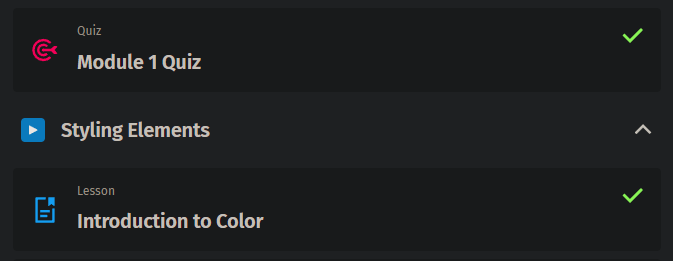 Quiz
Module 1 Quiz
Styling Elements
Lesson
Introduction to Color